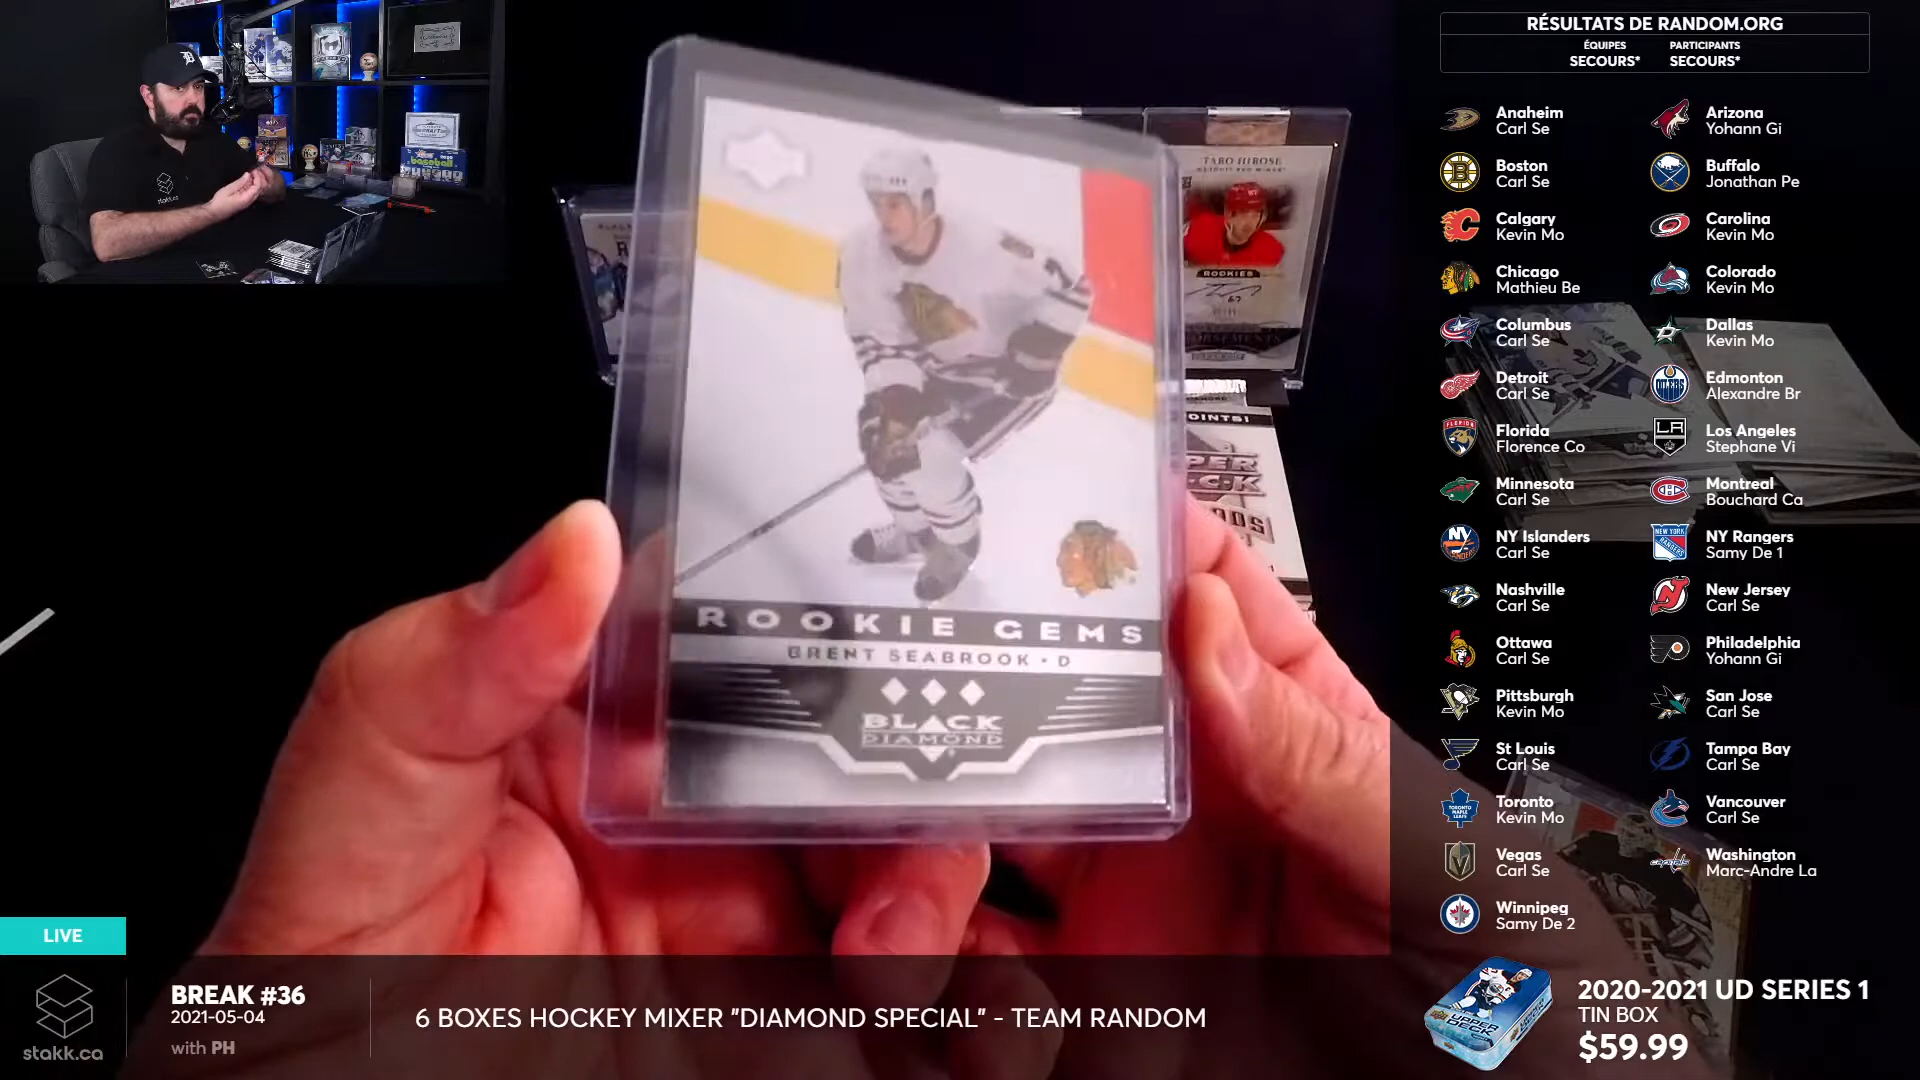 RÉSULTATS DE RANDOM.ORG
ÉQUIPES
SECOURS*
PARTICIPANTS
SECOURS*
Anaheim
Carl Se
Arizona
Yohann Gi
Boston
Carl Se
Buffalo
Jonathan Pe
Calgary
Kevin Mo
Carolina
Kevin Mo
Chicago
Mathieu Be
Colorado
Kevin Mo
Columbus
Carl Se
Dallas
Kevin Mo
Detroit
Carl Se
Edmonton
Alexandre Br
Florida
Florence Co
Los Angeles
Stephane Vi
Minnesota
Carl Se
Montreal
Bouchard Ca
NY Islanders
Carl Se
NY Rangers
Samy De 1
Nashville
Carl Se
New Jersey
Carl Se
Ottawa
Carl Se
Philadelphia
Yohann Gi
Pittsburgh
Kevin Mo
San Jose
Carl Se
St Louis
Carl Se
Tampa Bay
Carl Se
Toronto
Kevin Mo
Vancouver
Carl Se
Vegas
Carl Se
Washington
Marc-Andre La
Winnipeg
Samy De 2
TARO HIROSE
ROOKIES
ROOKIE GEMS
BRENT SEABROOK • D
BLACK
DIAMOND
LIVE
stakk.ca
BREAK #36
2021-05-04
with PH
6 BOXES HOCKEY MIXER "DIAMOND SPECIAL" - TEAM RANDOM
UPPER DECK
2020-2021 UD SERIES 1
TIN BOX
$59.99